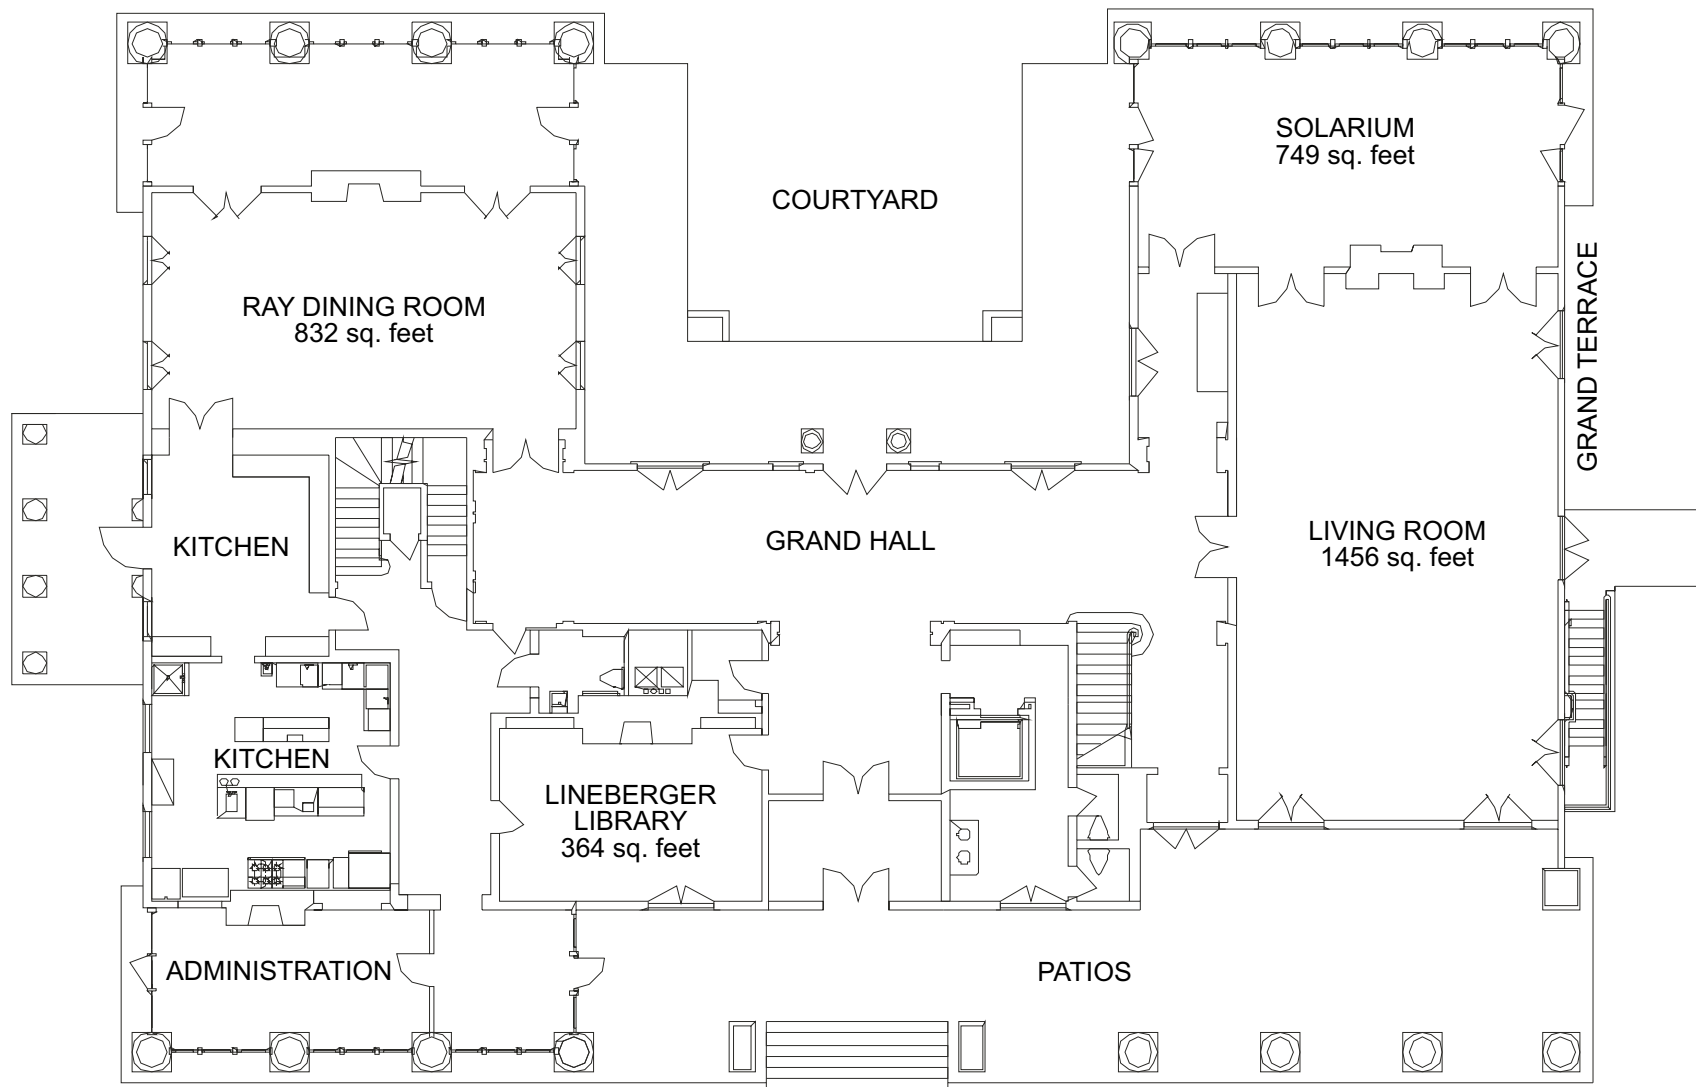 SOLARIUM
749 sq. feet
COURTYARD
GRAND TERRACE
RAY DINING ROOM
832 sq. feet
KITCHEN
GRAND HALL
LIVING ROOM
1456 sq. feet
KITCHEN
LINEBERGER
LIBRARY
364 sq. feet
ADMINISTRATION
PATIOS